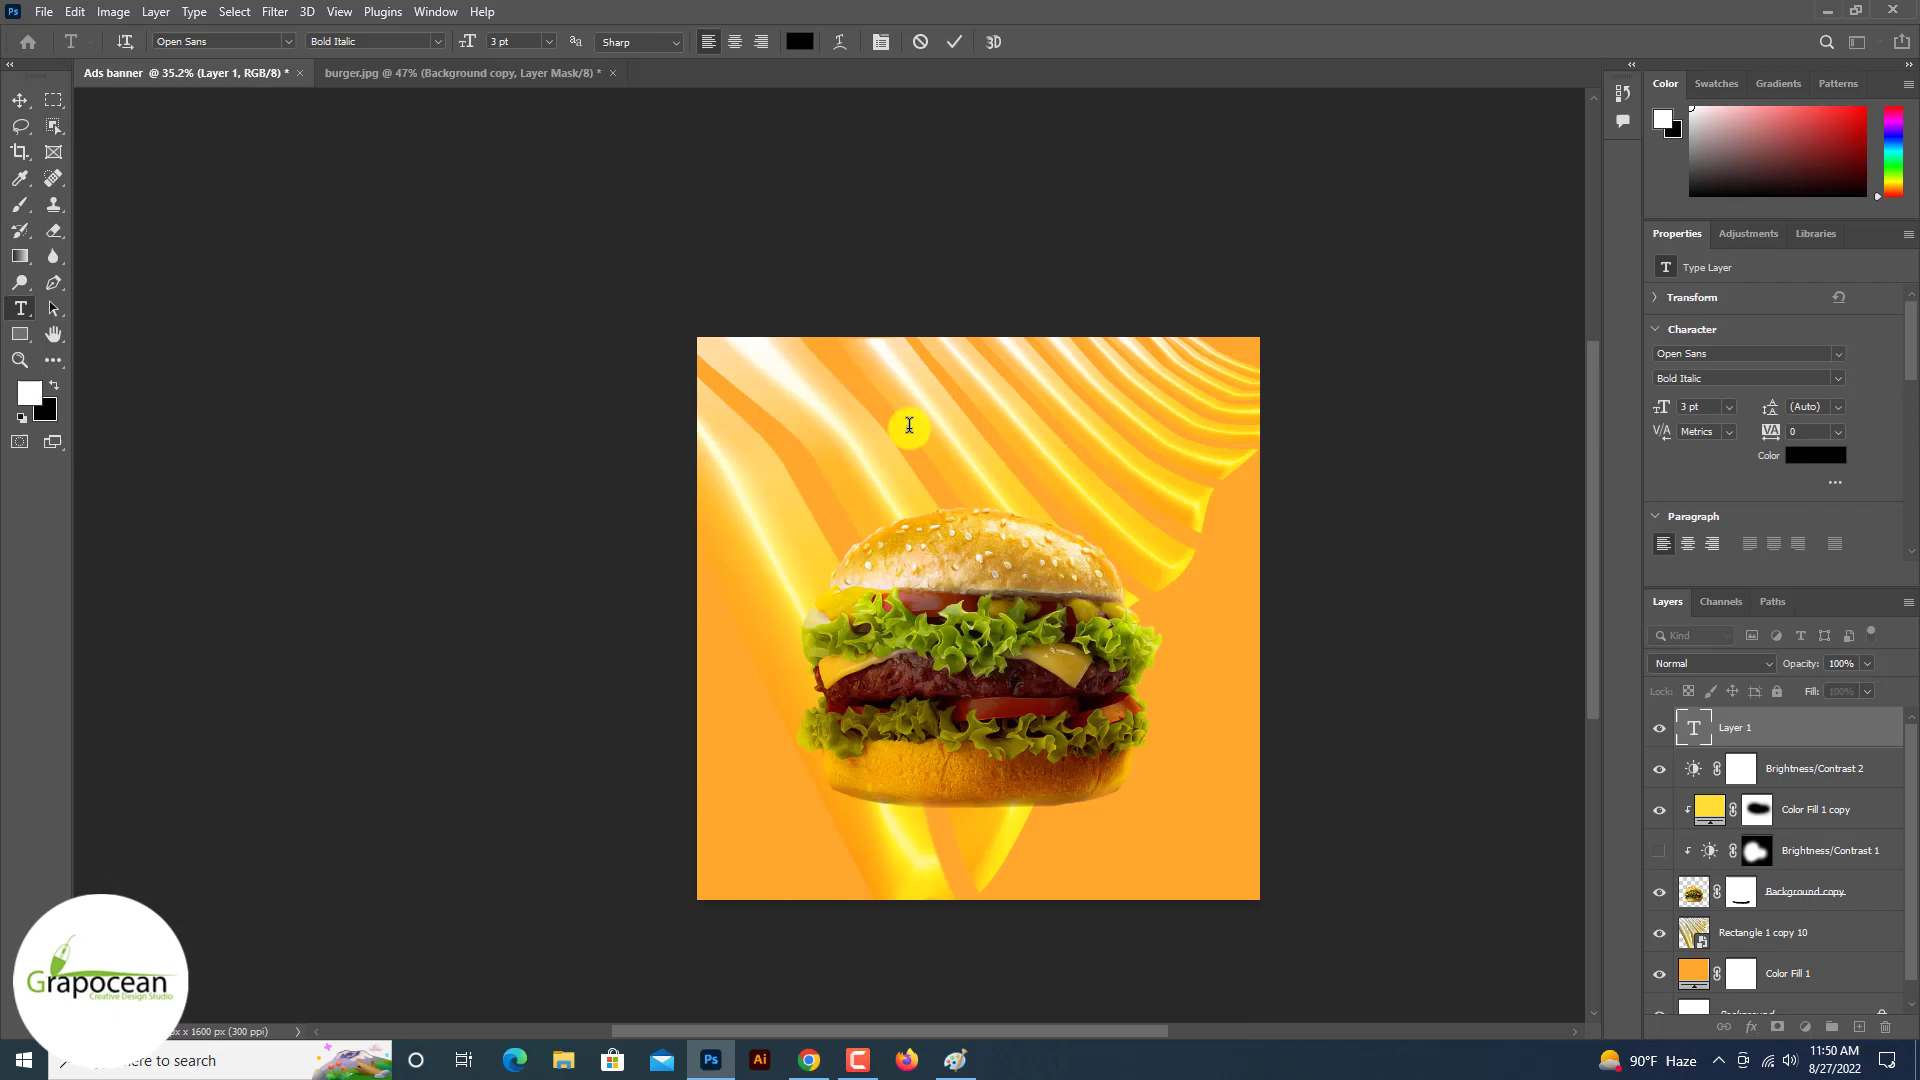 File Edit Image Layer Type Select Filter 3D View Plugins Window Help
Open Sans Bold Italic 3 pt Sharp 3D
Ads banner @ 35.2% (Layer 1, RGB/8) * burger.jpg @ 47% (Background copy, Layer Mask/8) *
Color Swatches Gradients Patterns
Properties Adjustments Libraries
Type Layer
Transform
Character
Open Sans
Bold Italic
3 pt (Auto)
Metrics 0
Color
Paragraph
Layers Channels Paths
Kind
Normal Opacity: 100%
Lock: Fill: 100%
Layer 1
Brightness/Contrast 2
Color Fill 1 copy
Brightness/Contrast 1
Background copy
Rectangle 1 copy 10
Color Fill 1
Background
Grapocean
Creative Design Studio
px x 1600 px (300 ppi)
here to search
90°F Haze
11:50 AM
8/27/2022